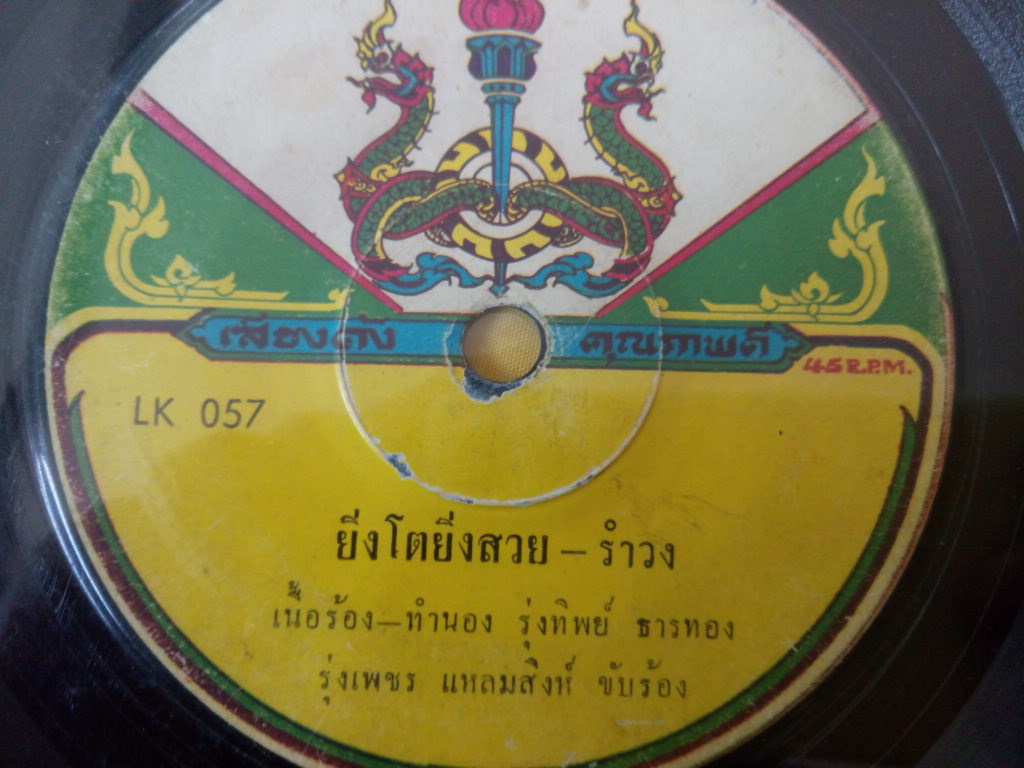 เสียงดัง คุณภาพดี
45 R.P.M.
LK 057
ยิ่งโตยิ่งสวย – รำวง
เนื้อร้อง–ทำนอง รุ่งทิพย์ ธารทอง
รุ่งเพชร แหลมสิงห์ ขับร้อง